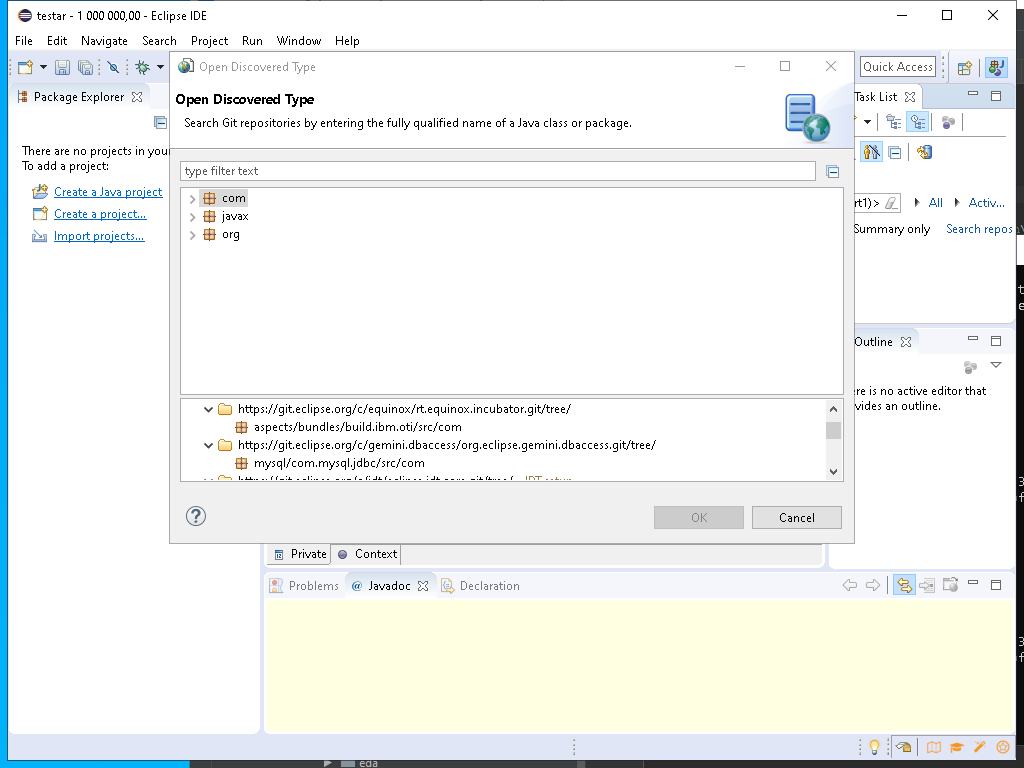 testar - 1 000 000,00 - Eclipse IDE
File Edit Navigate Search Project Run Window Help
Open Discovered Type
Quick Access
Package Explorer
Open Discovered Type
Task List
Search Git repositories by entering the fully qualified name of a Java class or package.
There are no projects in your
To add a project:
type filter text
Create a Java project
com
rt1)>
All
Activ...
Create a project...
javax
Summary only
Search repos
Import projects...
org
Outline
ere is no active editor that
vides an outline.
https://git.eclipse.org/c/equinox/rt.equinox.incubator.git/tree/
aspects/bundles/build.ibm.oti/src/com
https://git.eclipse.org/c/gemini.dbaccess/org.eclipse.gemini.dbaccess.git/tree/
mysql/com.mysql.jdbc/src/com
?
OK
Cancel
Private
Context
Problems
@ Javadoc
Declaration
eda